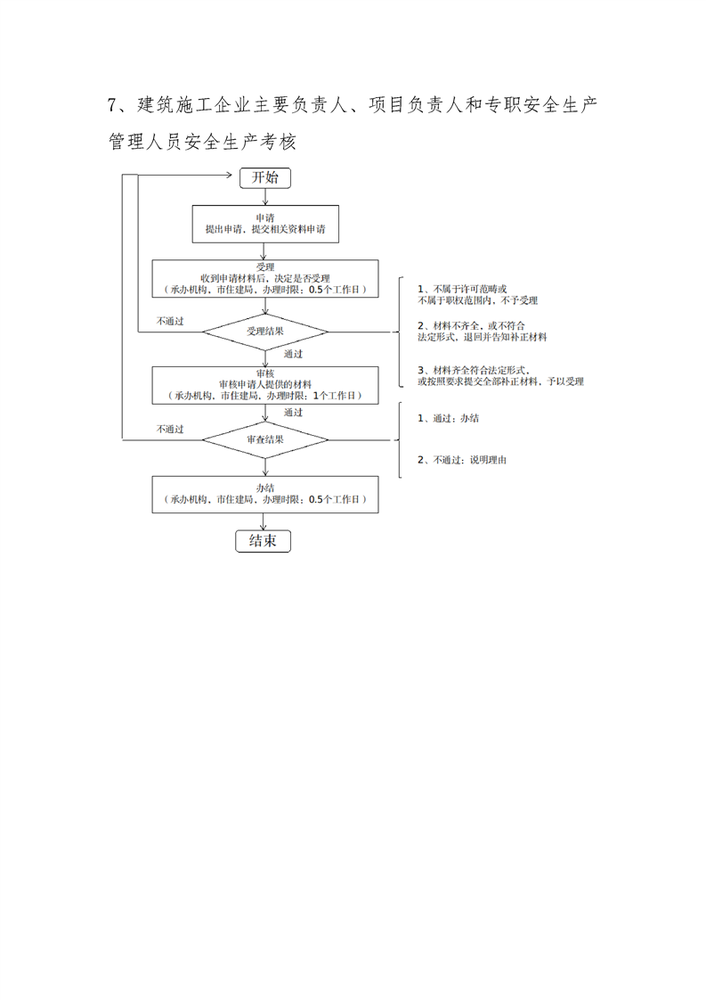 7、建筑施工企业主要负责人、项目负责人和专职安全生产
管理人员安全生产考核
开始
申请
提出申请，提交相关资料申请
受理
收到申请材料后，决定是否受理
（承办机构，市住建局，办理时限：0.5个工作日）
不通过
受理结果
通过
1、不属于许可范畴或
不属于职权范围内，不予受理
2、材料不齐全，或不符合
法定形式，退回并告知补正材料
3、材料齐全符合法定形式，
或按照要求提交全部补正材料，予以受理
审核
审核申请人提供的材料
（承办机构，市住建局，办理时限：1个工作日）
通过
不通过
审查结果
1、通过：办结
2、不通过：说明理由
办结
（承办机构，市住建局，办理时限：0.5个工作日）
结束